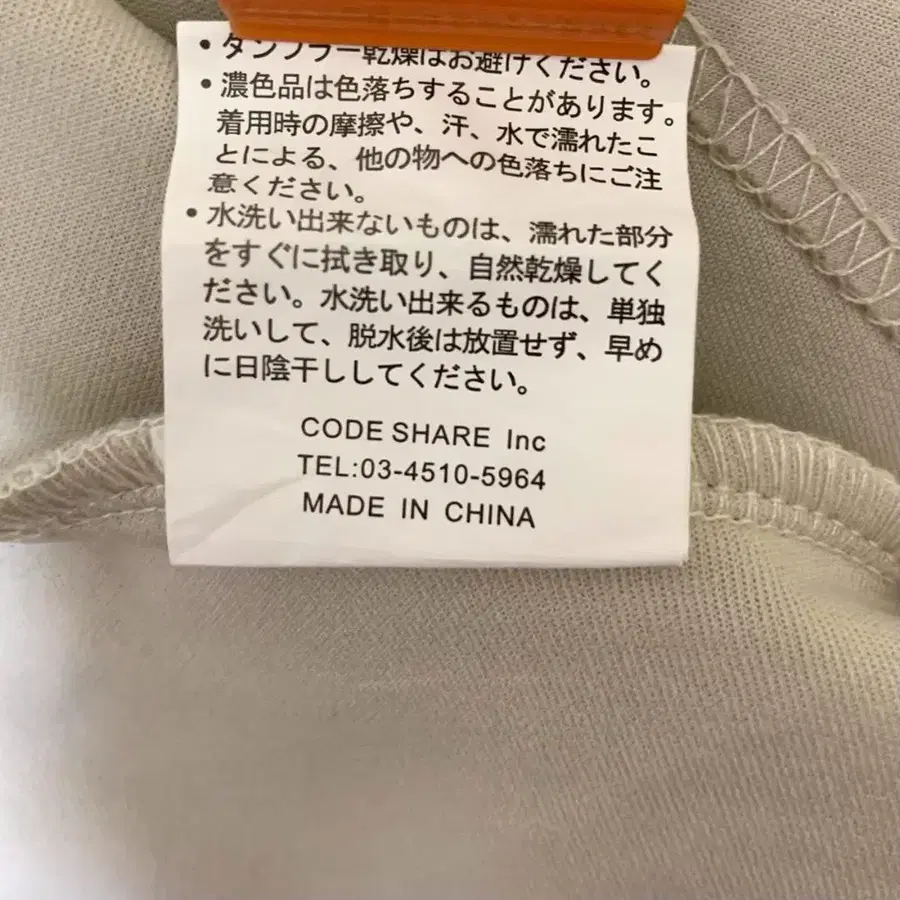 • タンブラー乾燥はお避けください。
• 濃色品は色落ちすることがあります。
着用時の摩擦や、汗、水で濡れたこ
とによる、他の物への色落ちにご注
意ください。
• 水洗い出来ないものは、濡れた部分
をすぐに拭き取り、自然乾燥してく
ださい。水洗い出来るものは、単独
洗いして、脱水後は放置せず、早め
に日陰干ししてください。
CODE SHARE Inc
TEL:03-4510-5964
MADE IN CHINA